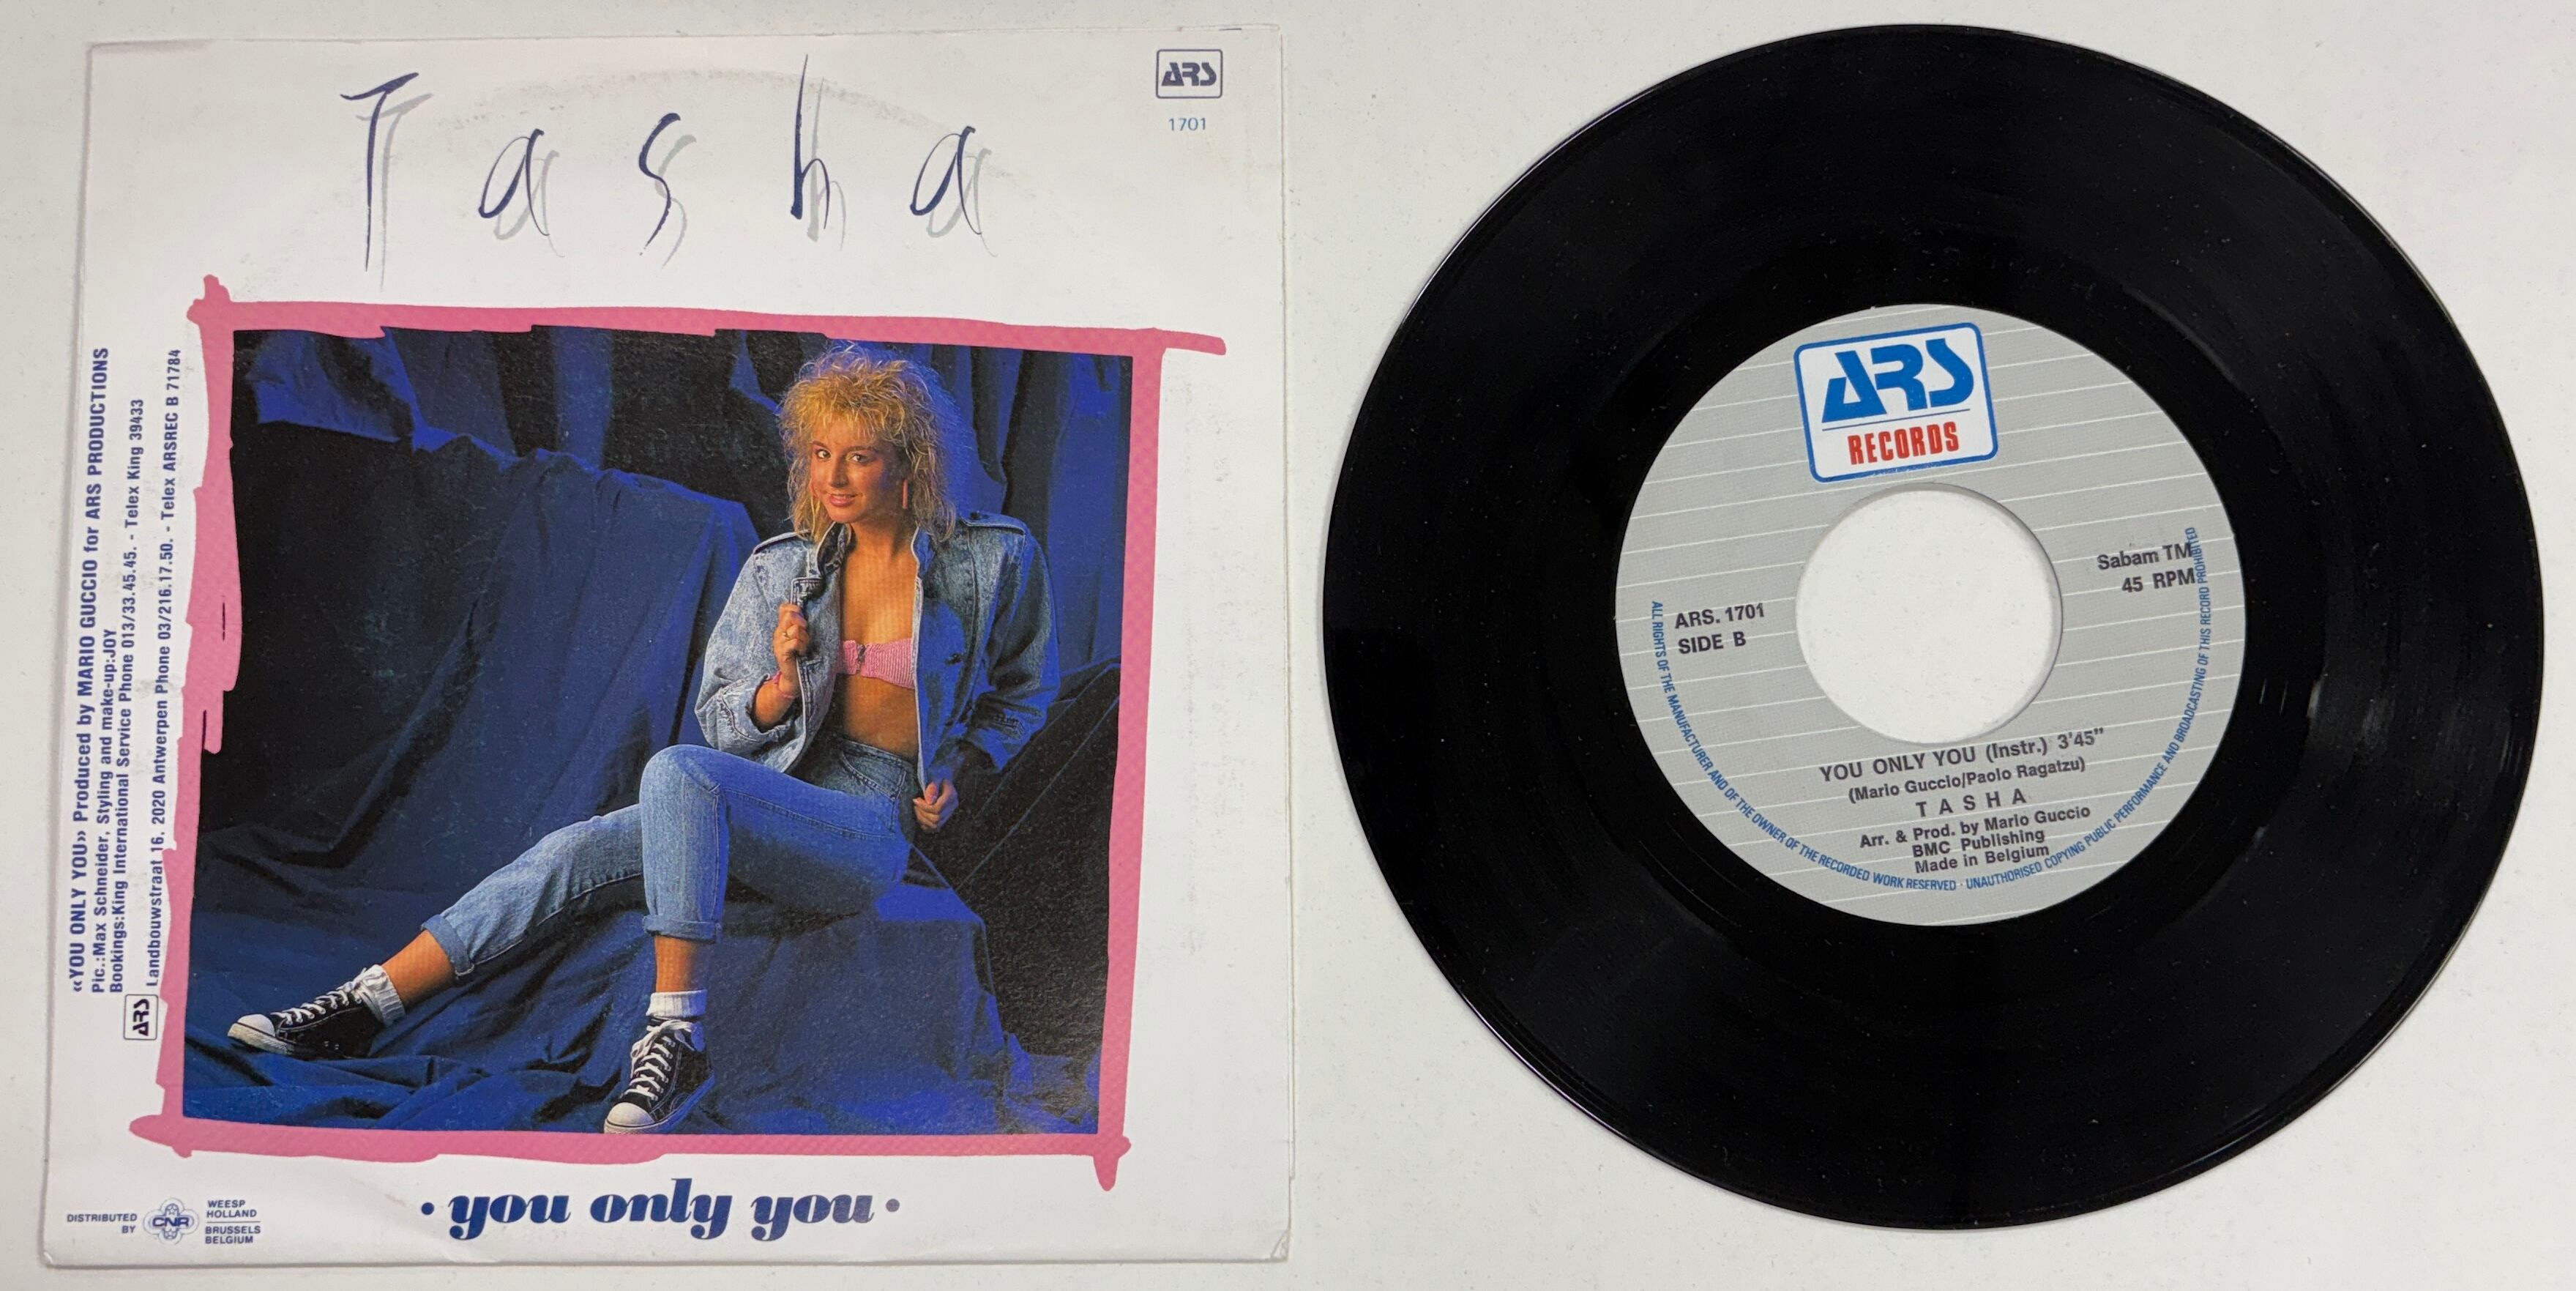 Tasha
ARS
1701
«YOU ONLY YOU» Produced by MARIO GUCCIO for ARS PRODUCTIONS
Pic.:Max Schneider, Styling and make-up:JOY
Bookings:King International Service Phone 013/33.45.45. - Telex King 39433
ARS
Landbouwstraat 16, 2020 Antwerpen Phone 03/216.17.50. - Telex ARSREC B 71784
• you only you •
DISTRIBUTED
BY
CNR
WEESP
HOLLAND
BRUSSELS
BELGIUM
ARS
RECORDS
Sabam TM
45 RPM
ARS. 1701
SIDE B
YOU ONLY YOU (Instr.) 3'45"
(Mario Guccio/Paolo Ragatzu)
TASHA
Arr. & Prod. by Mario Guccio
BMC Publishing
Made in Belgium
ALL RIGHTS OF THE MANUFACTURER AND OF THE OWNER OF THE RECORDED WORK RESERVED · UNAUTHORISED COPYING PUBLIC PERFORMANCE AND BROADCASTING OF THIS RECORD PROHIBITED